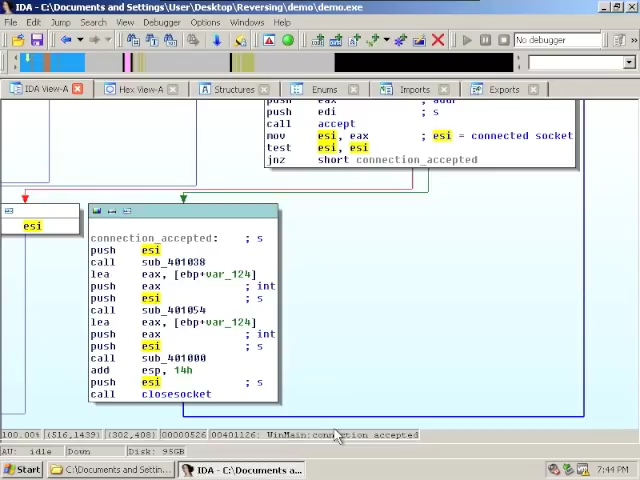 IDA - C:\Documents and Settings\User\Desktop\Reversing\demo\demo.exe
File Edit Jump Search View Debugger Options Windows Help
No debugger
IDA View-A Hex View-A Structures Enums Imports Exports
push eax ; addr
push edi ; s
call accept
mov esi, eax ; esi = connected socket
test esi, esi
jnz short connection_accepted
esi
connection_accepted: ; s
push esi
call sub_401038
lea eax, [ebp+var_124]
push eax ; int
push esi ; s
call sub_401054
lea eax, [ebp+var_124]
push eax ; int
push esi ; s
call sub_401000
add esp, 14h
push esi ; s
call closesocket
100.00% (516,1439) (302,408) 00000526 00401126: WinMain:connection_accepted
AU: idle Down Disk: 95GB
Start C:\Documents and Settin... IDA - C:\Documents a... 7:44 PM